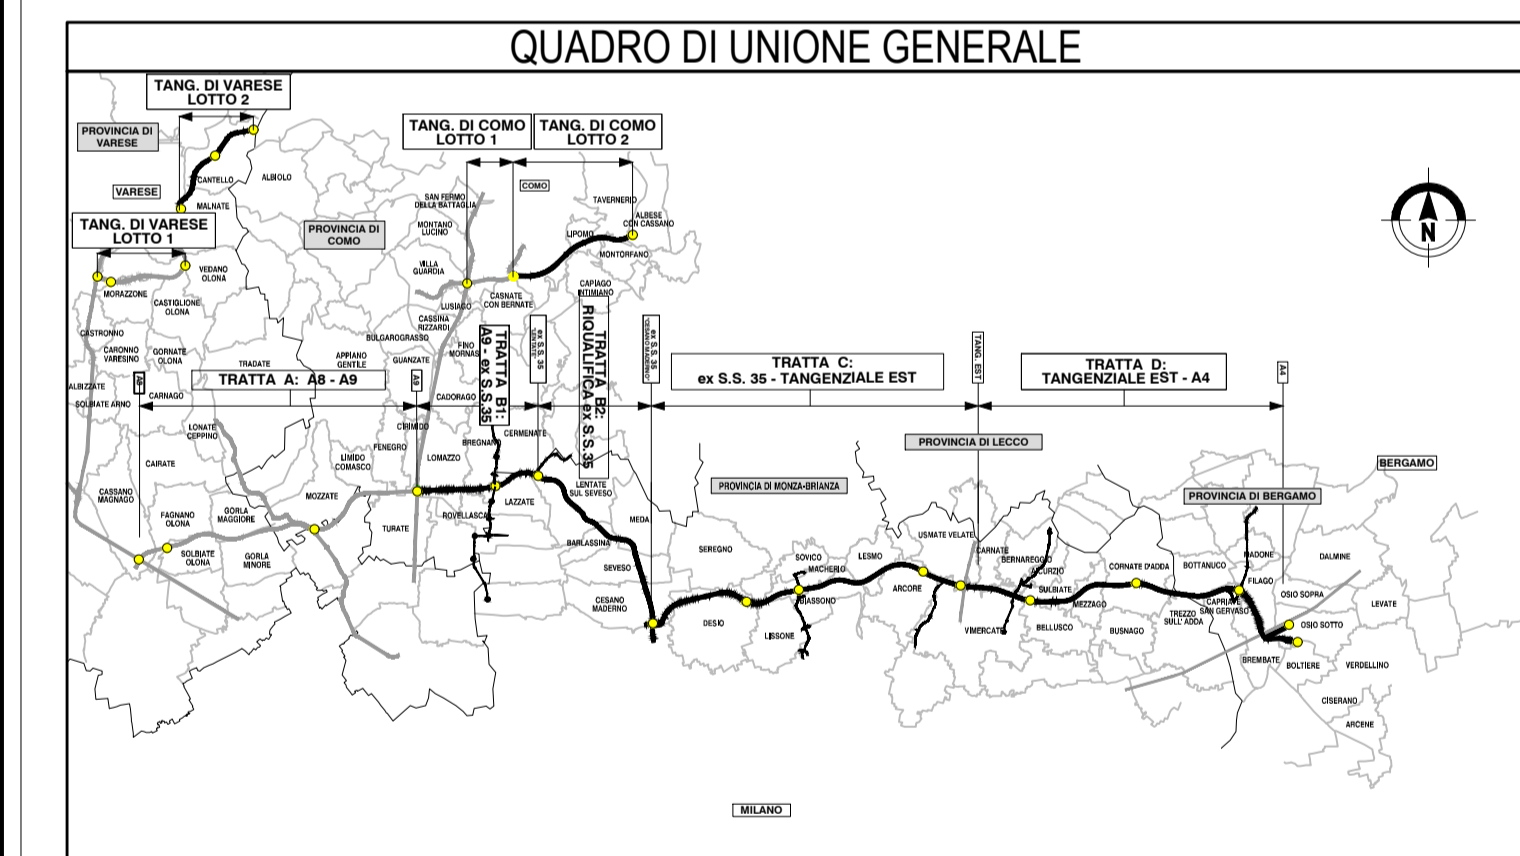 QUADRO DI UNIONE GENERALE
TANG. DI VARESE
LOTTO 2
PROVINCIA DI
VARESE
CANTELLO
ALBIOLO
VARESE
MALNATE
TANG. DI VARESE
LOTTO 1
PROVINCIA DI
COMO
VEDANO
OLONA
MORAZZONE
CASTIGLIONE
OLONA
TANG. DI COMO
LOTTO 1
TANG. DI COMO
LOTTO 2
COMO
SAN FERMO
DELLA BATTAGLIA
MONTANO
LUCINO
TAVERNERIO
ALBESE
CON CASSANO
LIPOMO
MONTORFANO
VILLA
GUARDIA
CAPIAGO
INTIMIANO
LUSIAGO
CASNATE
CON BERNATE
CASSINA
RIZZARDI
BULGAROGRASSO
FINO
MORNAS
GUANZATE
APPIANO
GENTILE
CASTRONNO
CARONNO
VARESINO
GORNATE
OLONA
TRADATE
ALBIZZATE
SOLBIATE ARNO
CARNAGO
A8
TRATTA A: A8 - A9
A9
CADORAGO
TRATTA B1:
A9 - ex S.S.35
ex S.S. 35
"LENTATE"
TRATTA B2:
RIQUALIFICA ex S.S.35
ex S.S. 35
"CESANO MADERNO"
TRATTA C:
ex S.S. 35 - TANGENZIALE EST
TANG. EST
TRATTA D:
TANGENZIALE EST - A4
A4
N
LONATE
CEPPINO
CIRIMIDO
FENEGRO
BREGNANO
CERMENATE
CAIRATE
LIMIDO
COMASCO
LOMAZZO
PROVINCIA DI LECCO
BERGAMO
CASSANO
MAGNAGO
MOZZATE
LAZZATE
LENTATE
SUL SEVESO
PROVINCIA DI MONZA-BRIANZA
PROVINCIA DI BERGAMO
FAGNANO
OLONA
GORLA
MAGGIORE
TURATE
ROVELLASCA
MEDA
SOLBIATE
OLONA
GORLA
MINORE
BARLASSINA
SEVESO
SEREGNO
SOVICO
MACHERIO
LESMO
USMATE VELATE
CARNATE
BERNAREGGIO
AICURZIO
CORNATE D'ADDA
BOTTANUCO
MADONE
DALMINE
FILAGO
OSIO SOPRA
LEVATE
CESANO
MADERNO
DESIO
BIASSONO
LISSONE
ARCORE
SULBIATE
MEZZAGO
VIMERCATE
BELLUSCO
BUSNAGO
TREZZO
SULL' ADDA
CAPRIATE
SAN GERVASO
OSIO SOTTO
BREMBATE
BOLTIERE
VERDELLINO
CISERANO
ARCENE
MILANO